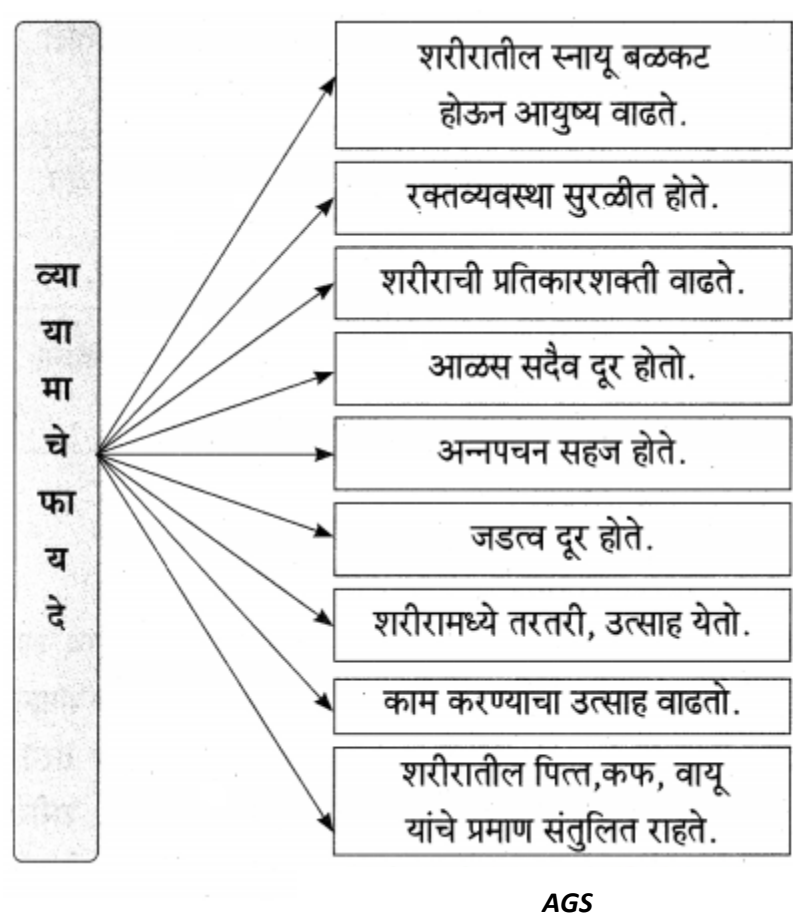 व्यायामाचे फायदे
शरीरातील स्नायू बळकट
होऊन आयुष्य वाढते.
रक्तव्यवस्था सुरळीत होते.
शरीराची प्रतिकारशक्ती वाढते.
आळस सदैव दूर होतो.
अन्नपचन सहज होते.
जडत्व दूर होते.
शरीरामध्ये तरतरी, उत्साह येतो.
काम करण्याचा उत्साह वाढतो.
शरीरातील पित्त,कफ, वायू
यांचे प्रमाण संतुलित राहते.
AGS